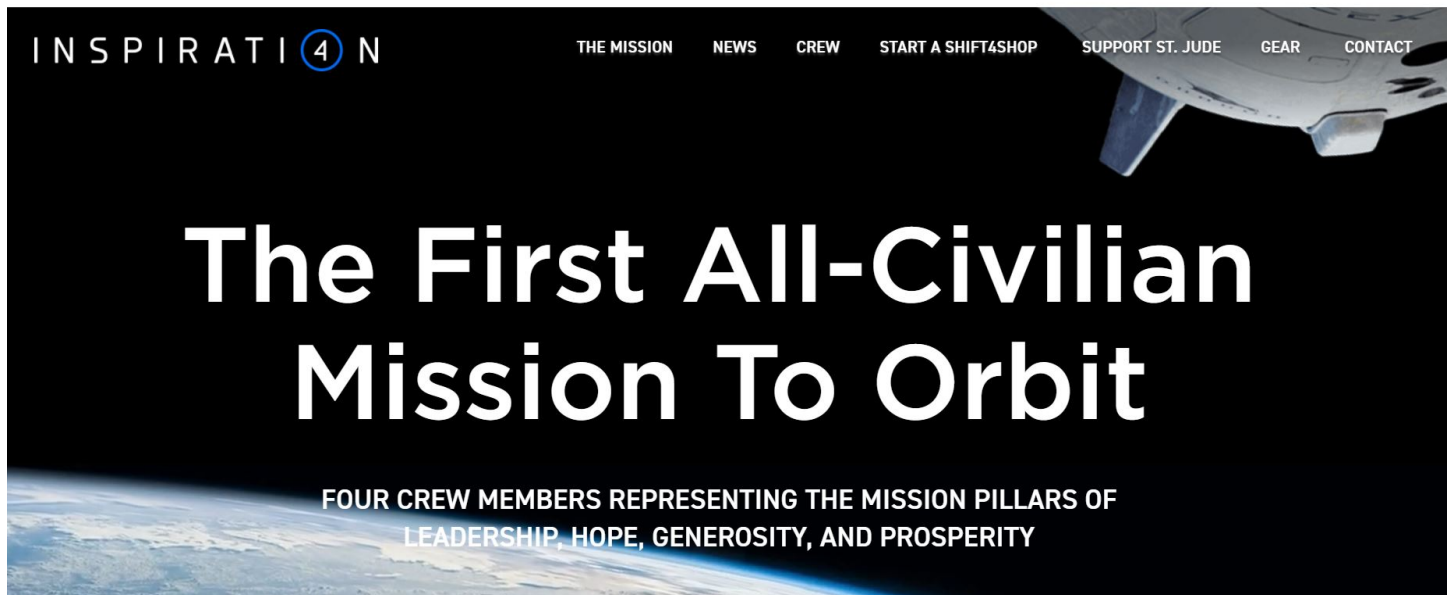 INSPIRATI4N
THE MISSION NEWS CREW START A SHIFT4SHOP SUPPORT ST. JUDE GEAR CONTACT
The First All-Civilian
Mission To Orbit
FOUR CREW MEMBERS REPRESENTING THE MISSION PILLARS OF
LEADERSHIP, HOPE, GENEROSITY, AND PROSPERITY